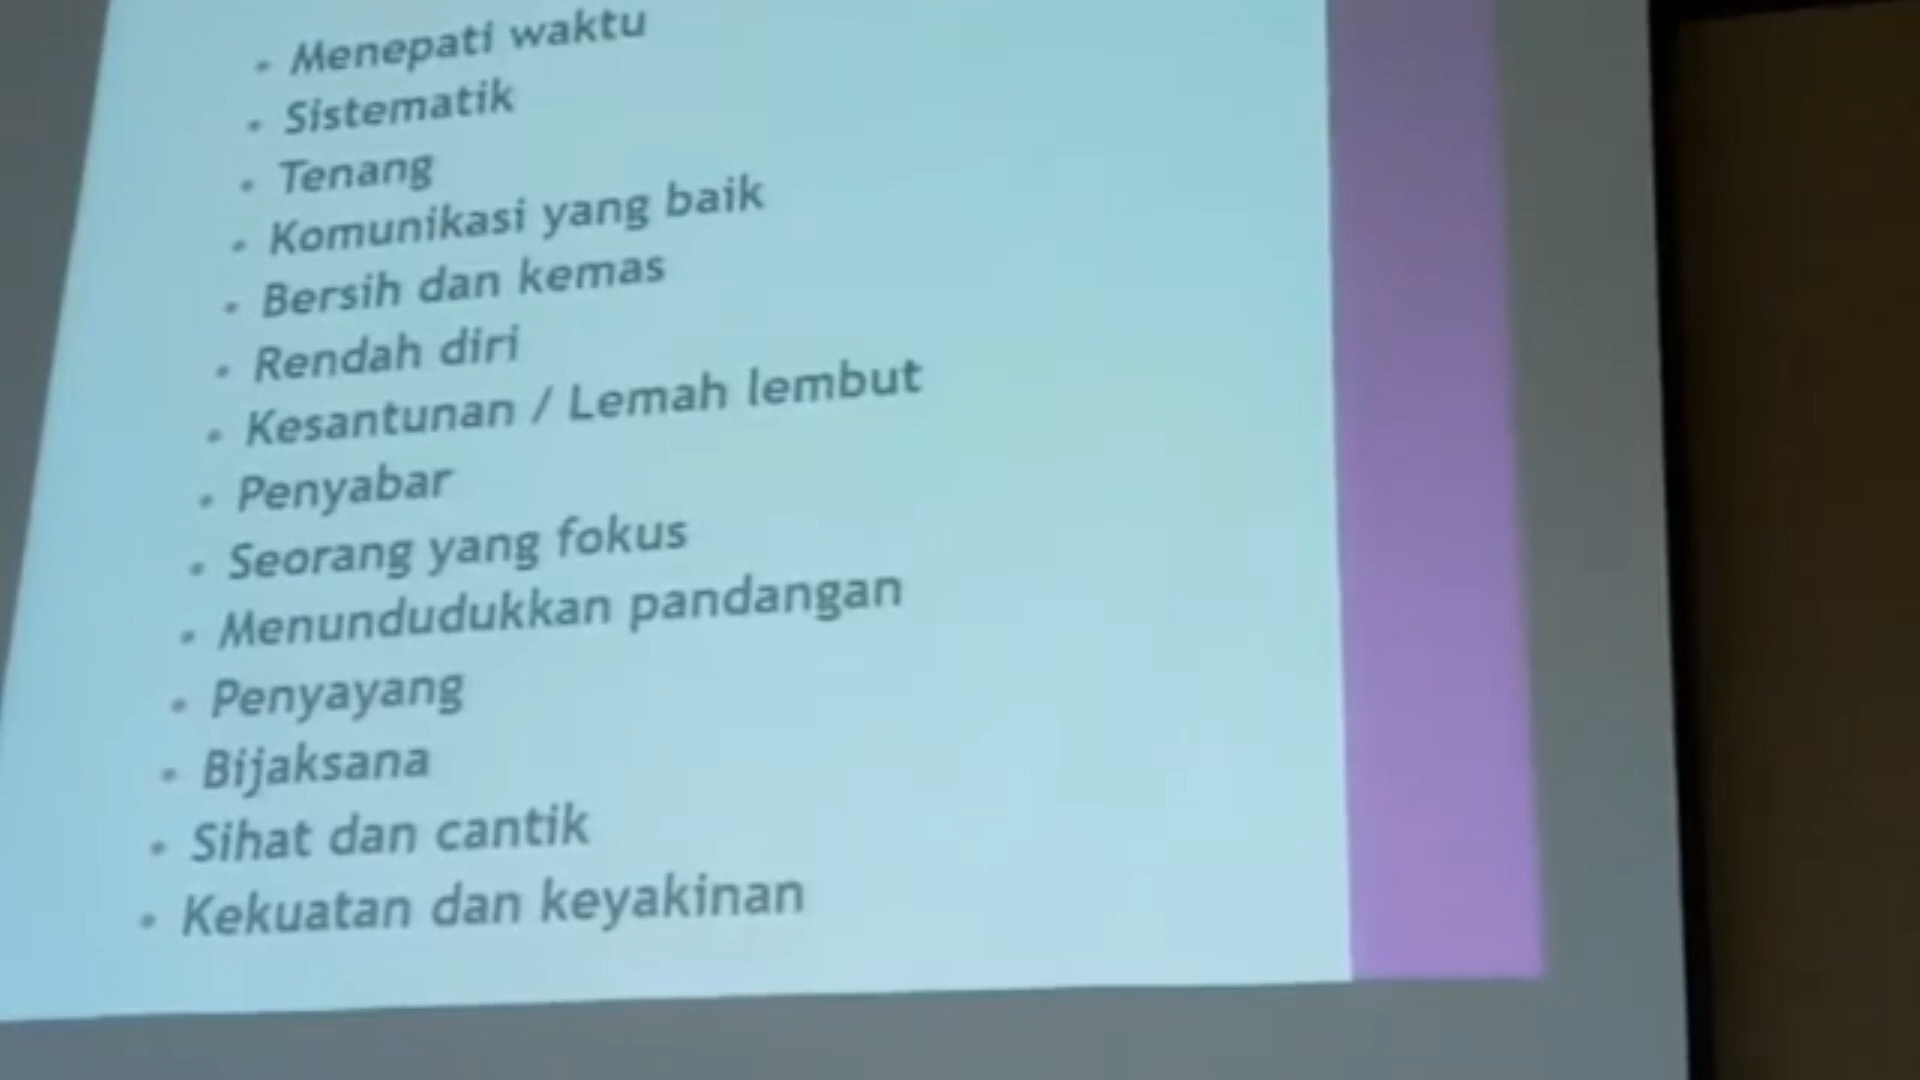 • Menepati waktu
• Sistematik
• Tenang
• Komunikasi yang baik
• Bersih dan kemas
• Rendah diri
• Kesantunan / Lemah lembut
• Penyabar
• Seorang yang fokus
• Menundudukkan pandangan
• Penyayang
• Bijaksana
• Sihat dan cantik
• Kekuatan dan keyakinan